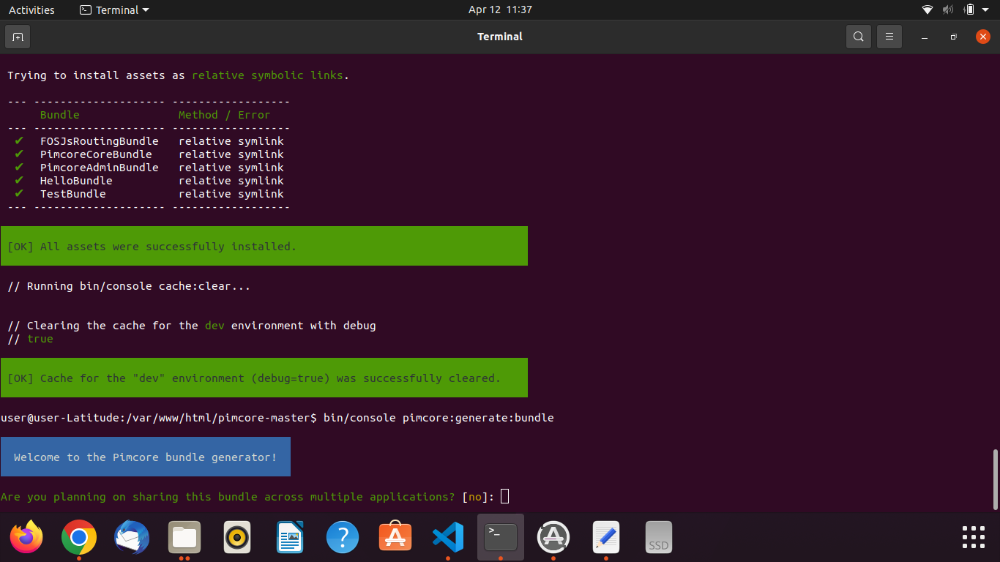 Activities Terminal Apr 12 11:37
Terminal
Trying to install assets as relative symbolic links.
--- -------------------- ------------------
Bundle Method / Error
--- -------------------- ------------------
✔ FOSJsRoutingBundle relative symlink
✔ PimcoreCoreBundle relative symlink
✔ PimcoreAdminBundle relative symlink
✔ HelloBundle relative symlink
✔ TestBundle relative symlink
--- -------------------- ------------------
[OK] All assets were successfully installed.
// Running bin/console cache:clear...
// Clearing the cache for the dev environment with debug
// true
[OK] Cache for the "dev" environment (debug=true) was successfully cleared.
user@user-Latitude:/var/www/html/pimcore-master$ bin/console pimcore:generate:bundle
Welcome to the Pimcore bundle generator!
Are you planning on sharing this bundle across multiple applications? [no]:
SSD